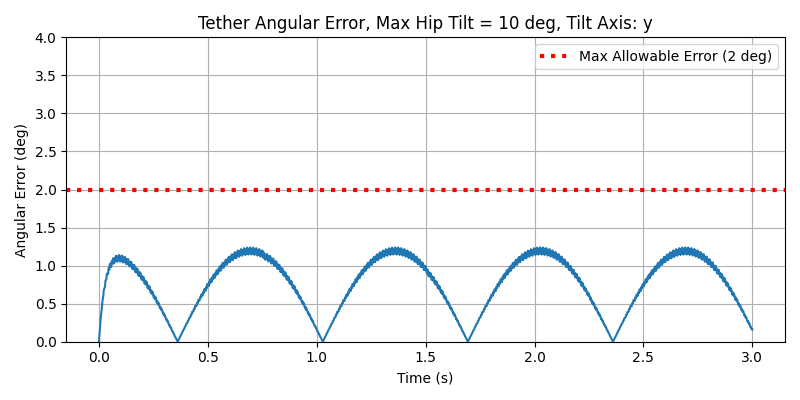 Tether Angular Error, Max Hip Tilt = 10 deg, Tilt Axis: y
Max Allowable Error (2 deg)
Angular Error (deg)
4.0
3.5
3.0
2.5
2.0
1.5
1.0
0.5
0.0
0.0 0.5 1.0 1.5 2.0 2.5 3.0
Time (s)